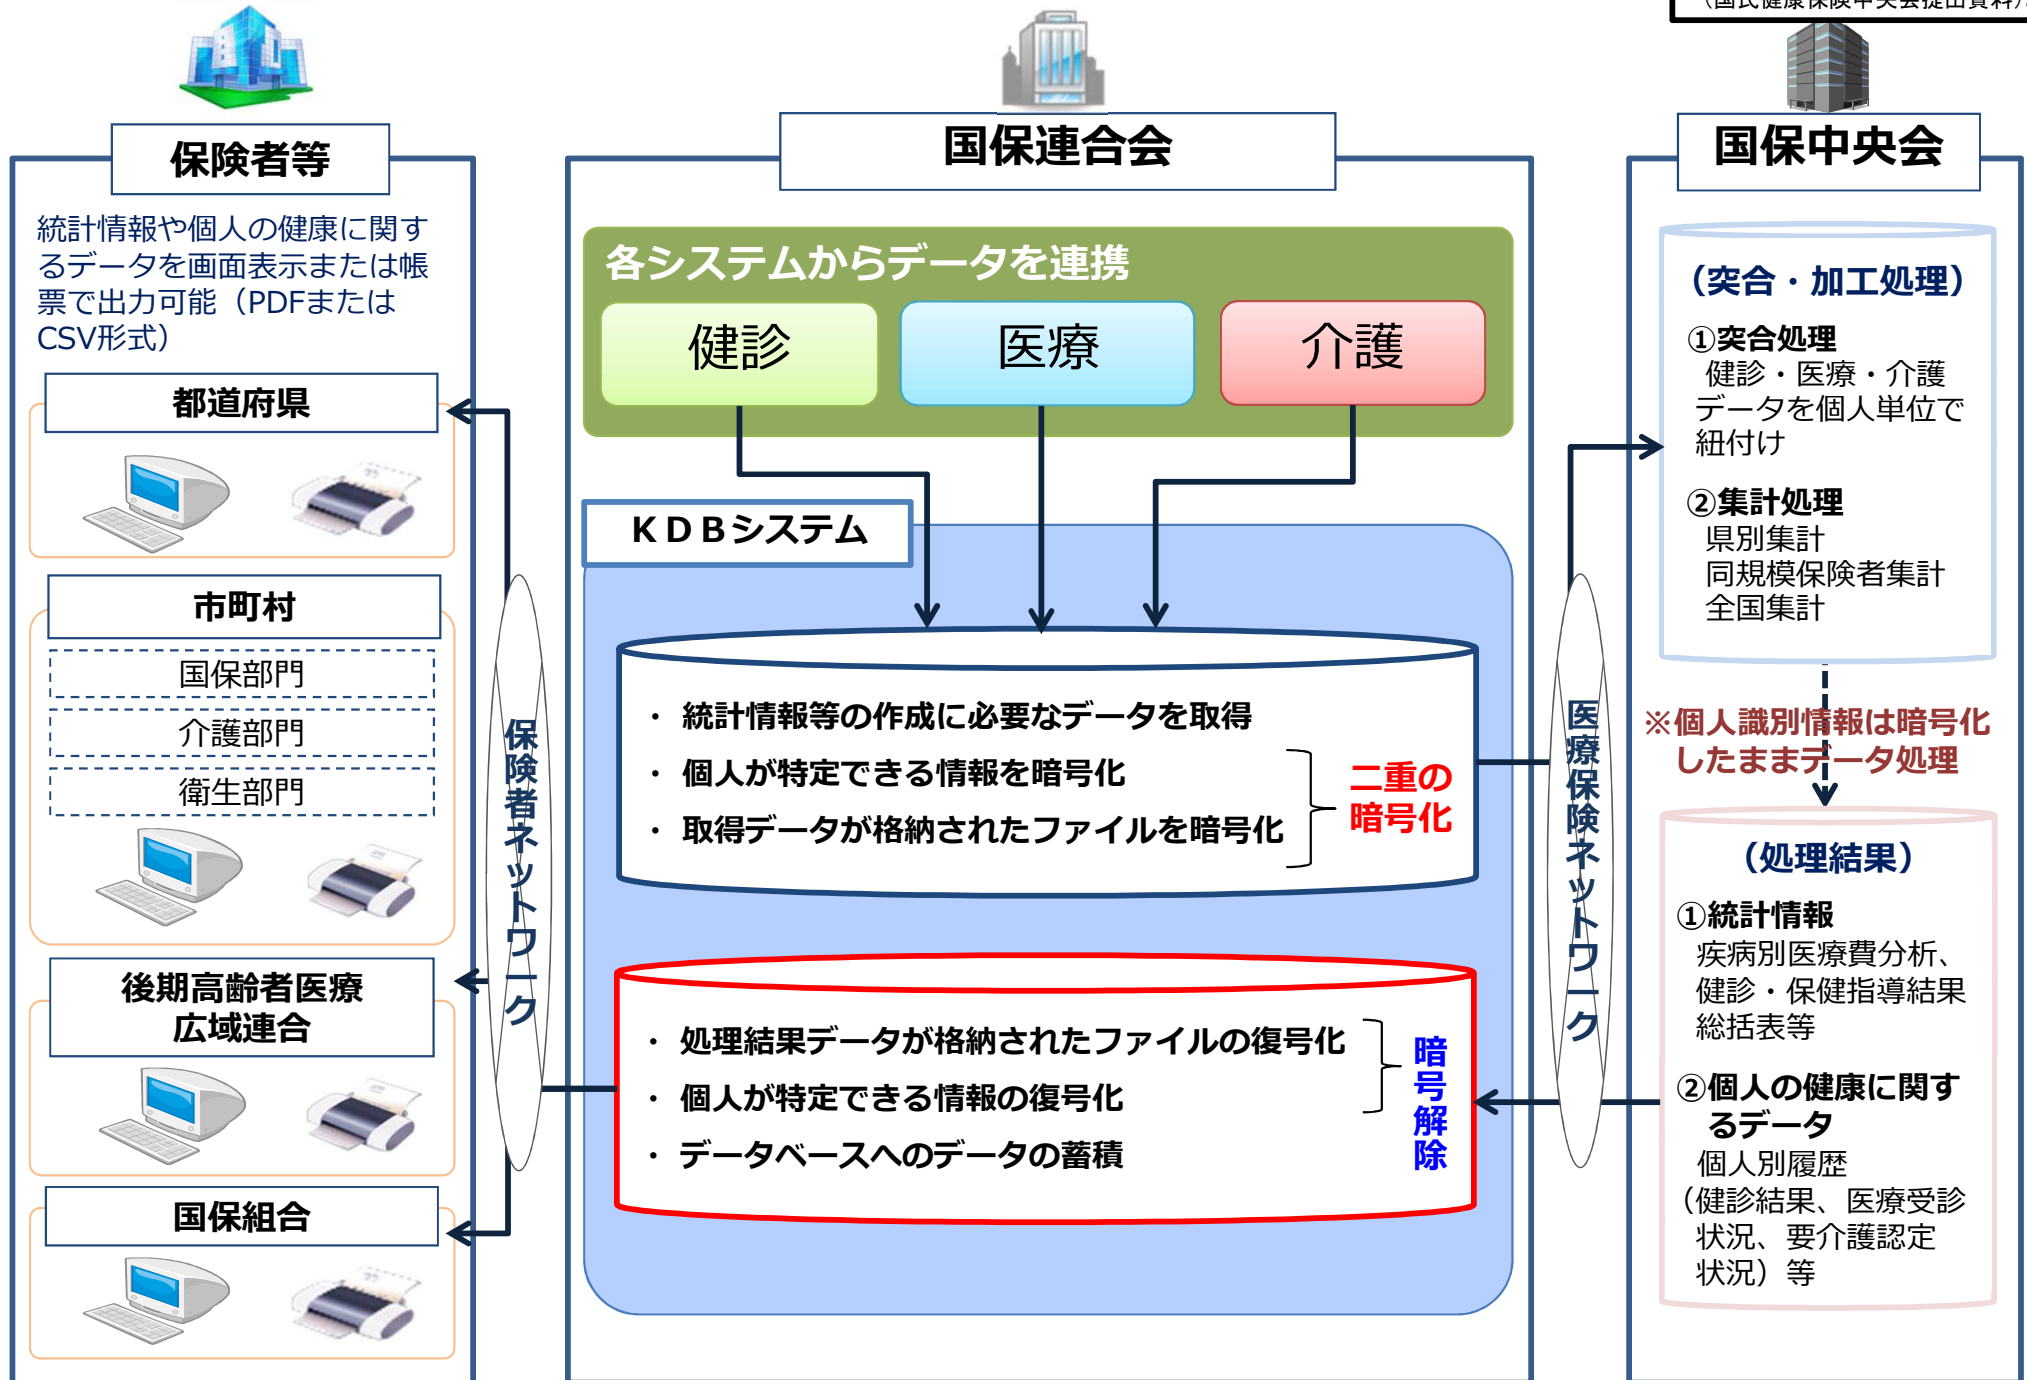 （国民健康保険中央会提出資料）
保険者等
統計情報や個人の健康に関す
るデータを画面表示または帳
票で出力可能（PDFまたは
CSV形式）
都道府県
市町村
国保部門
介護部門
衛生部門
後期高齢者医療
広域連合
国保組合
保険者ネットワーク
国保連合会
各システムからデータを連携
健診
医療
介護
ＫＤＢシステム
・ 統計情報等の作成に必要なデータを取得
・ 個人が特定できる情報を暗号化
・ 取得データが格納されたファイルを暗号化
二重の
暗号化
・ 処理結果データが格納されたファイルの復号化
・ 個人が特定できる情報の復号化
・ データベースへのデータの蓄積
暗号解除
医療保険ネットワーク
国保中央会
（突合・加工処理）
①突合処理
健診・医療・介護
データを個人単位で
紐付け
②集計処理
県別集計
同規模保険者集計
全国集計
※個人識別情報は暗号化
したままデータ処理
（処理結果）
①統計情報
疾病別医療費分析、
健診・保健指導結果
総括表等
②個人の健康に関す
るデータ
個人別履歴
（健診結果、医療受診
状況、要介護認定
状況）等